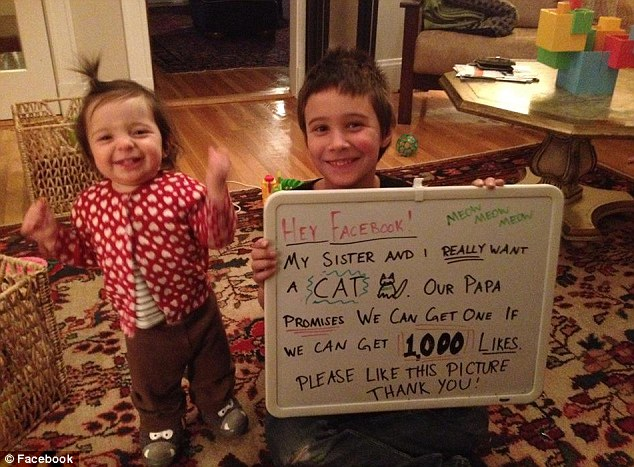 HEY FACEBOOK!
MEOW MEOW MEOW
MY SISTER AND I REALLY WANT
A CAT. OUR PAPA
PROMISES WE CAN GET ONE IF
WE CAN GET 1,000 LIKES.
PLEASE LIKE THIS PICTURE
THANK YOU!
© Facebook